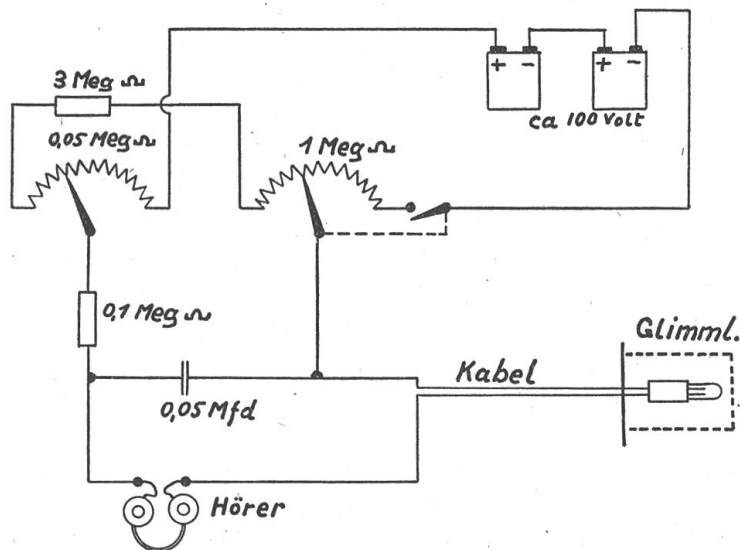 + - + -
ca 100 Volt
3 Meg Ω
0,05 Meg Ω
1 Meg Ω
0,1 Meg Ω
0,05 Mfd
Kabel
Glimml.
Hörer